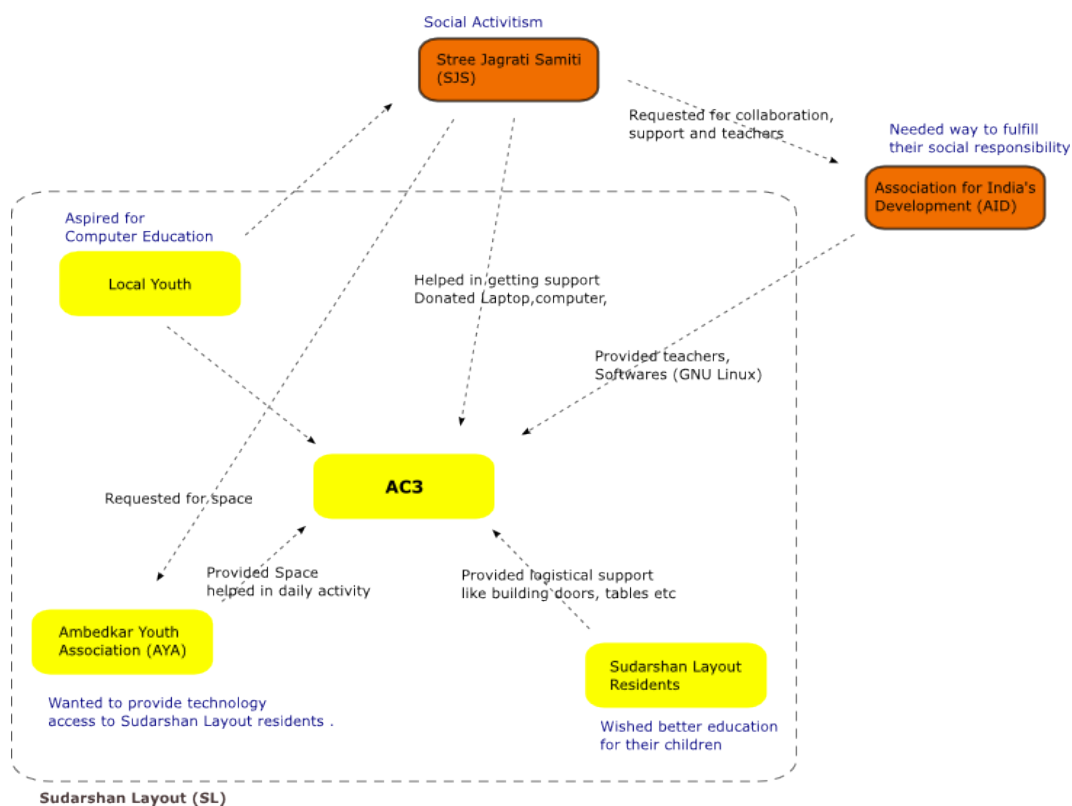 Social Activitism
Stree Jagrati Samiti
(SJS)
Requested for collaboration,
support and teachers
Needed way to fulfill
their social responsibility
Association for India's
Development (AID)
Aspired for
Computer Education
Local Youth
Helped in getting support
Donated Laptop,computer,
Provided teachers,
Softwares (GNU Linux)
AC3
Requested for space
Provided Space
helped in daily activity
Provided logistical support
like building doors, tables etc
Ambedkar Youth
Association (AYA)
Sudarshan Layout
Residents
Wanted to provide technology
access to Sudarshan Layout residents .
Wished better education
for their children
Sudarshan Layout (SL)